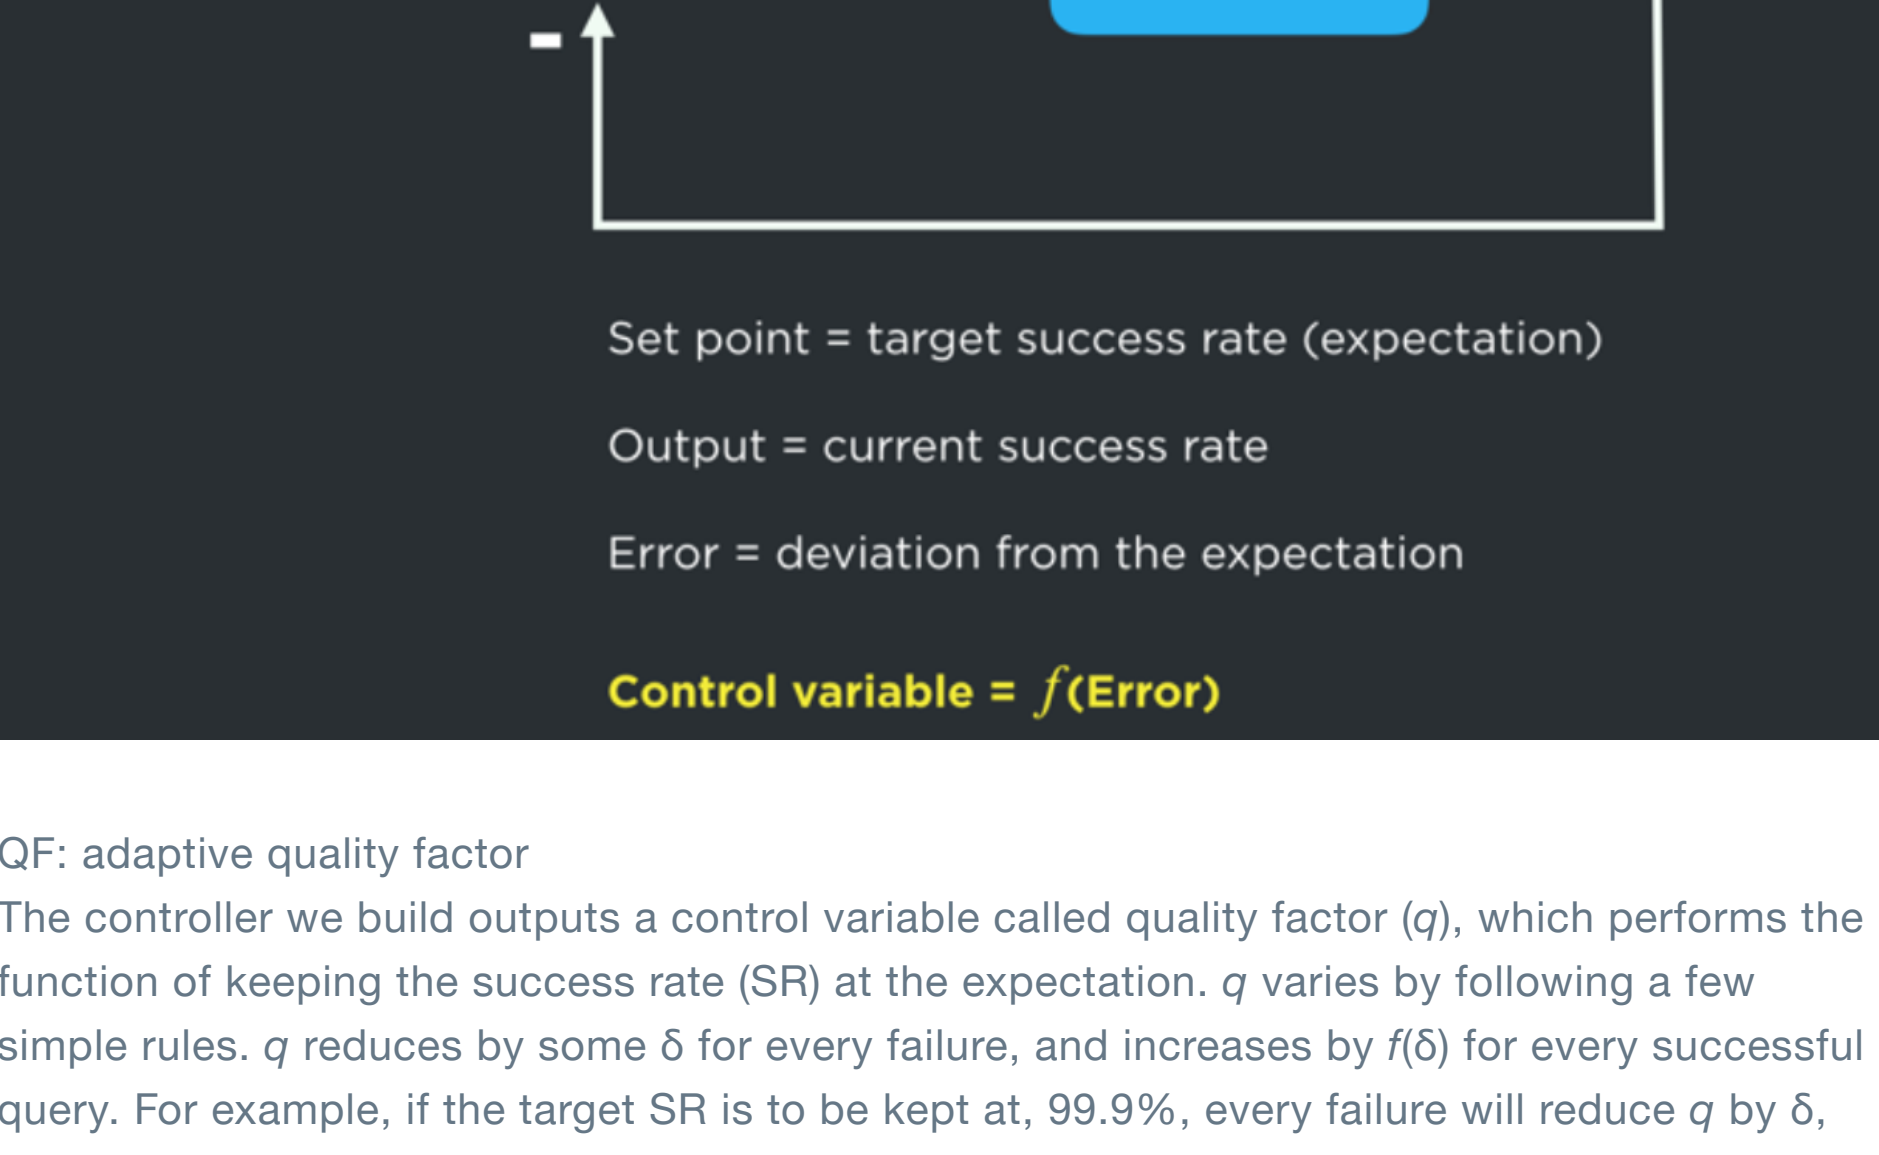 -
Set point = target success rate (expectation)
Output = current success rate
Error = deviation from the expectation
Control variable = f(Error)
QF: adaptive quality factor
The controller we build outputs a control variable called quality factor (q), which performs the
function of keeping the success rate (SR) at the expectation. q varies by following a few
simple rules. q reduces by some δ for every failure, and increases by f(δ) for every successful
query. For example, if the target SR is to be kept at, 99.9%, every failure will reduce q by δ,